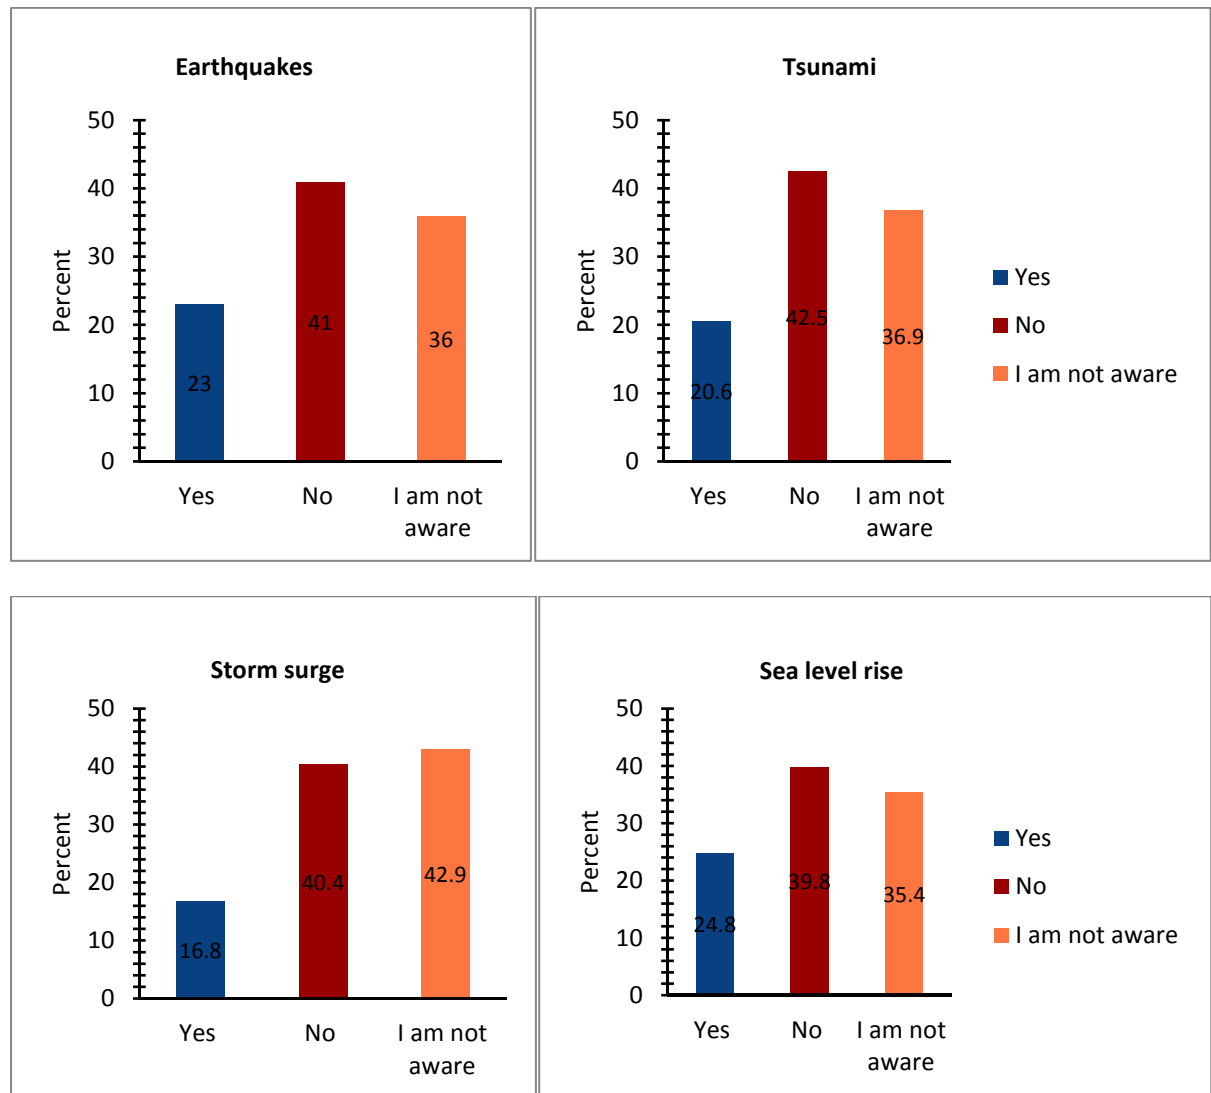 Earthquakes
50
40
30
20
10
0
Percent
23
41
36
Yes
No
I am not
aware
Tsunami
50
40
30
20
10
0
Percent
20.6
42.5
36.9
Yes
No
I am not
aware
Yes
No
I am not aware
Storm surge
50
40
30
20
10
0
Percent
16.8
40.4
42.9
Yes
No
I am not
aware
Sea level rise
50
40
30
20
10
0
Percent
24.8
39.8
35.4
Yes
No
I am not
aware
Yes
No
I am not aware